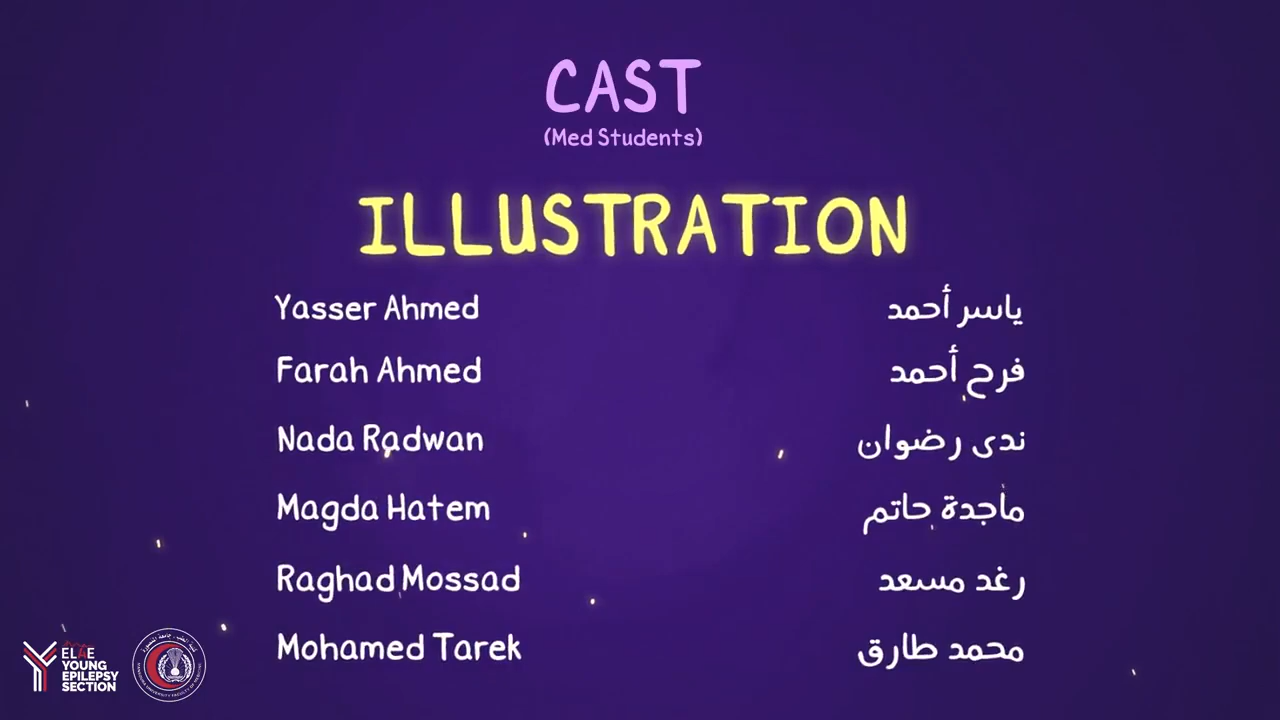 CAST
(Med Students)
ILLUSTRATION
Yasser Ahmed ياسر أحمد
Farah Ahmed فرح أحمد
Nada Radwan ندى رضوان
Magda Hatem ماجدة حاتم
Raghad Mossad رغد مسعد
Mohamed Tarek محمد طارق
YOUNG
EPILEPSY
SECTION